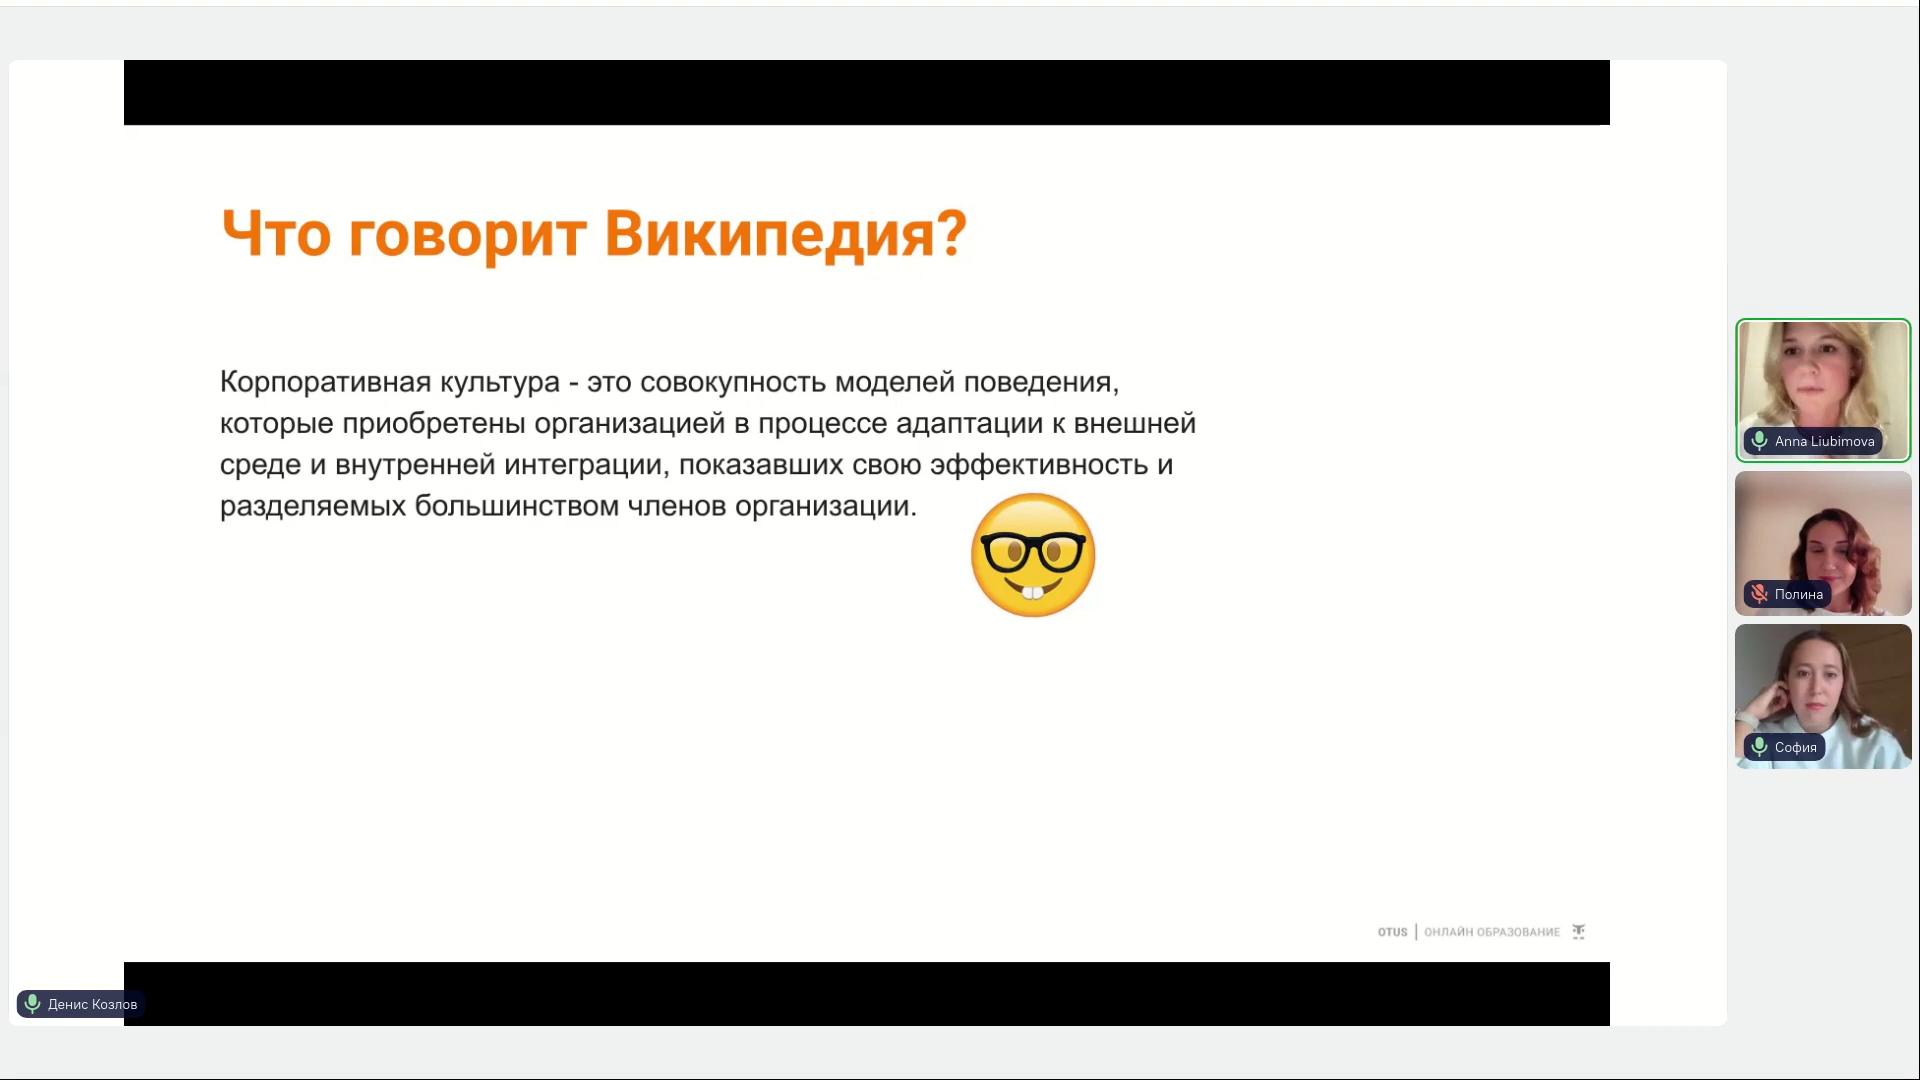 Что говорит Википедия?
Корпоративная культура - это совокупность моделей поведения,
которые приобретены организацией в процессе адаптации к внешней
среде и внутренней интеграции, показавших свою эффективность и
разделяемых большинством членов организации.
OTUS | ОНЛАЙН ОБРАЗОВАНИЕ
Денис Козлов
Anna Liubimova
Полина
София